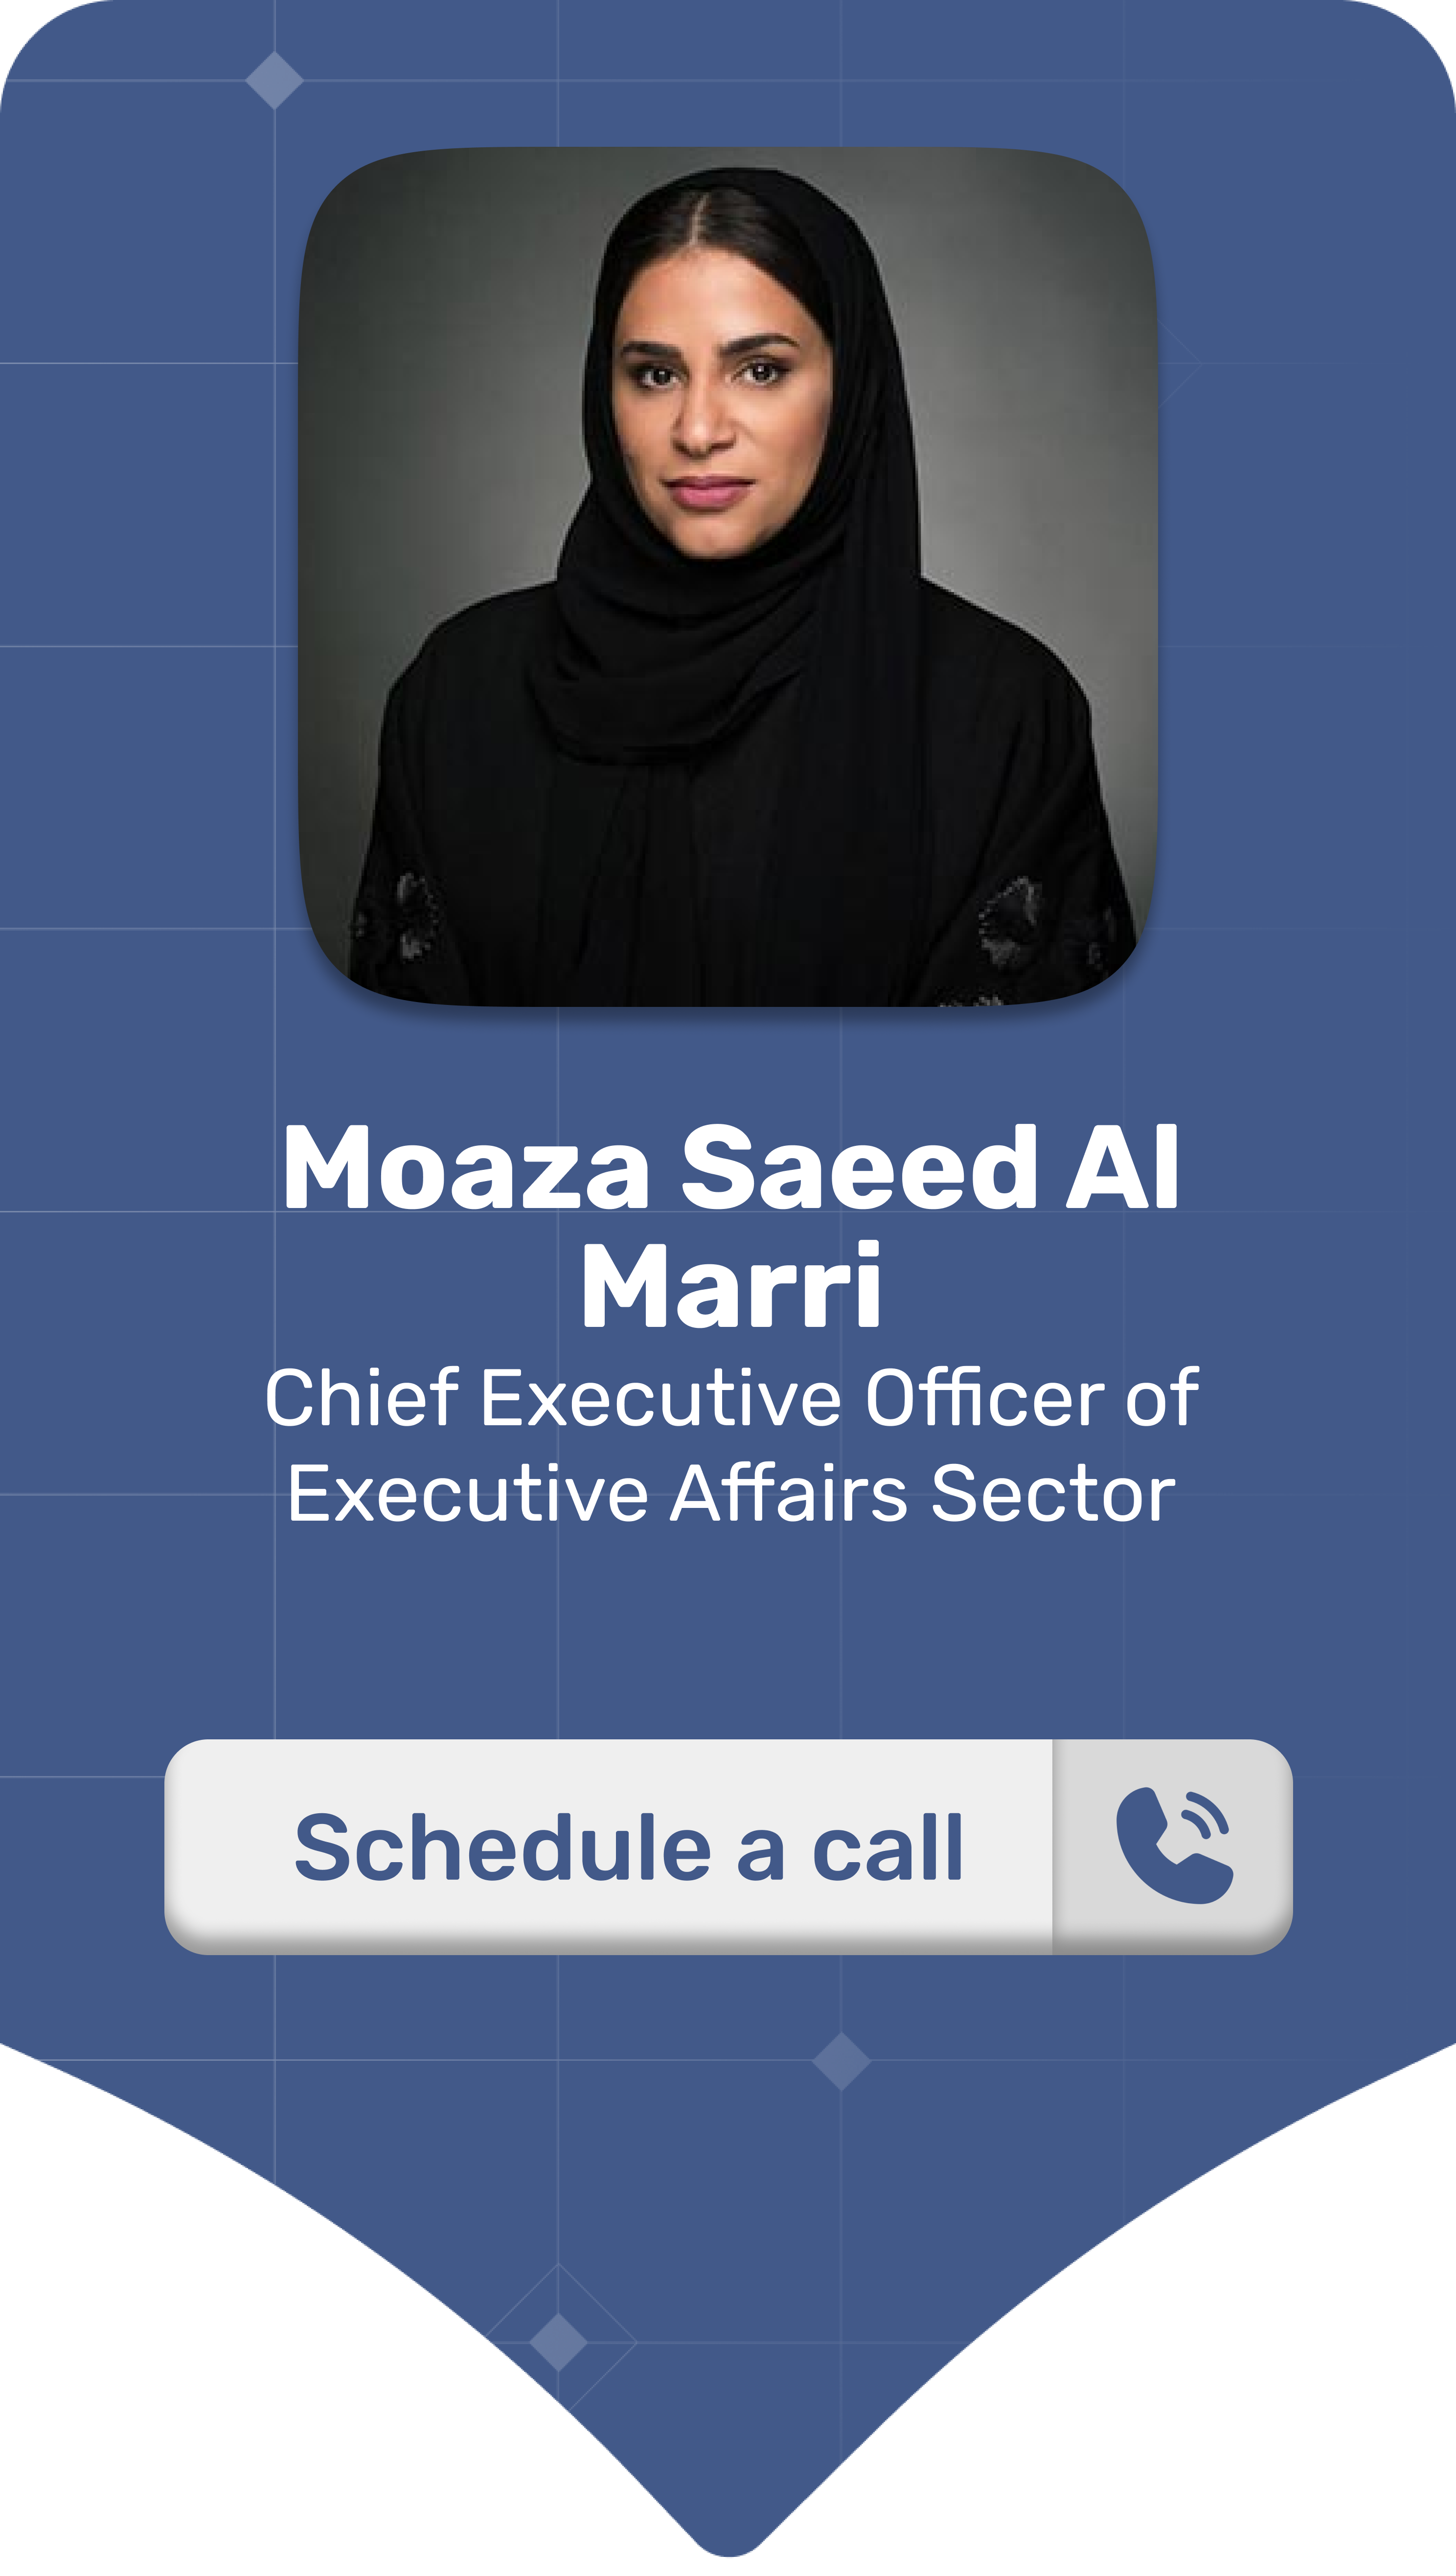 Moaza Saeed Al
Marri
Chief Executive Officer of
Executive Affairs Sector
Schedule a call